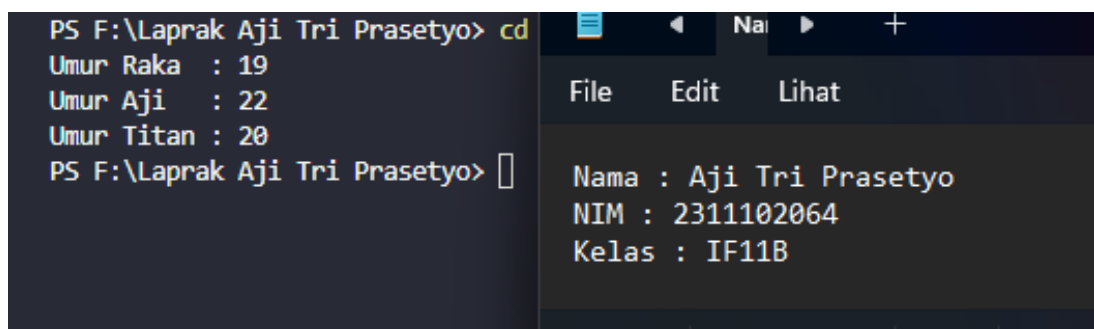 PS F:\Laprak Aji Tri Prasetyo> cd
Umur Raka  : 19
Umur Aji   : 22
Umur Titan : 20
PS F:\Laprak Aji Tri Prasetyo>
File Edit Lihat
Nama : Aji Tri Prasetyo
NIM : 2311102064
Kelas : IF11B